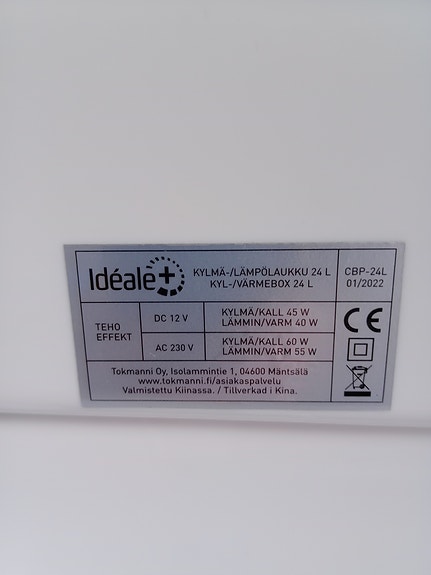 Idéale+
KYLMÄ-/LÄMPÖLAUKKU 24 L
KYL-/VÄRMEBOX 24 L
CBP-24L
01/2022
TEHO
EFFEKT
DC 12 V
KYLMÄ/KALL 45 W
LÄMMIN/VARM 40 W
AC 230 V
KYLMÄ/KALL 60 W
LÄMMIN/VARM 55 W
CE
Tokmanni Oy, Isolammintie 1, 04600 Mäntsälä
www.tokmanni.fi/asiakaspalvelu
Valmistettu Kiinassa. / Tillverkad i Kina.